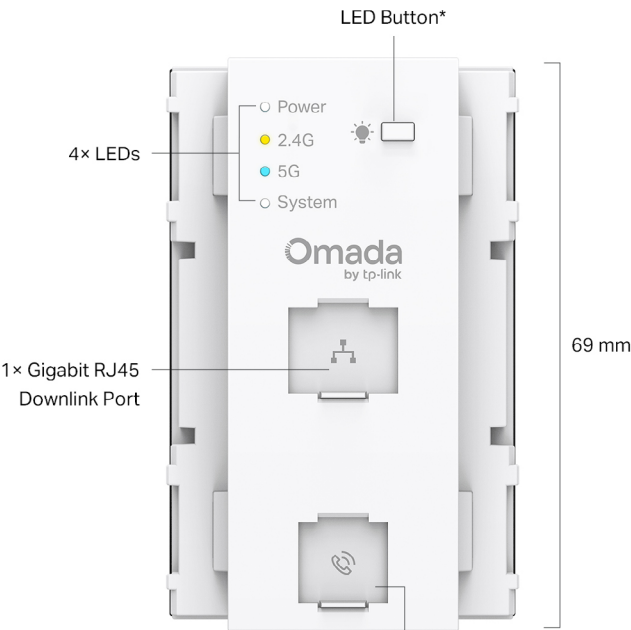 LED Button*
Power
2.4G
5G
System
4× LEDs
Omada
by tp-link
69 mm
1× Gigabit RJ45
Downlink Port